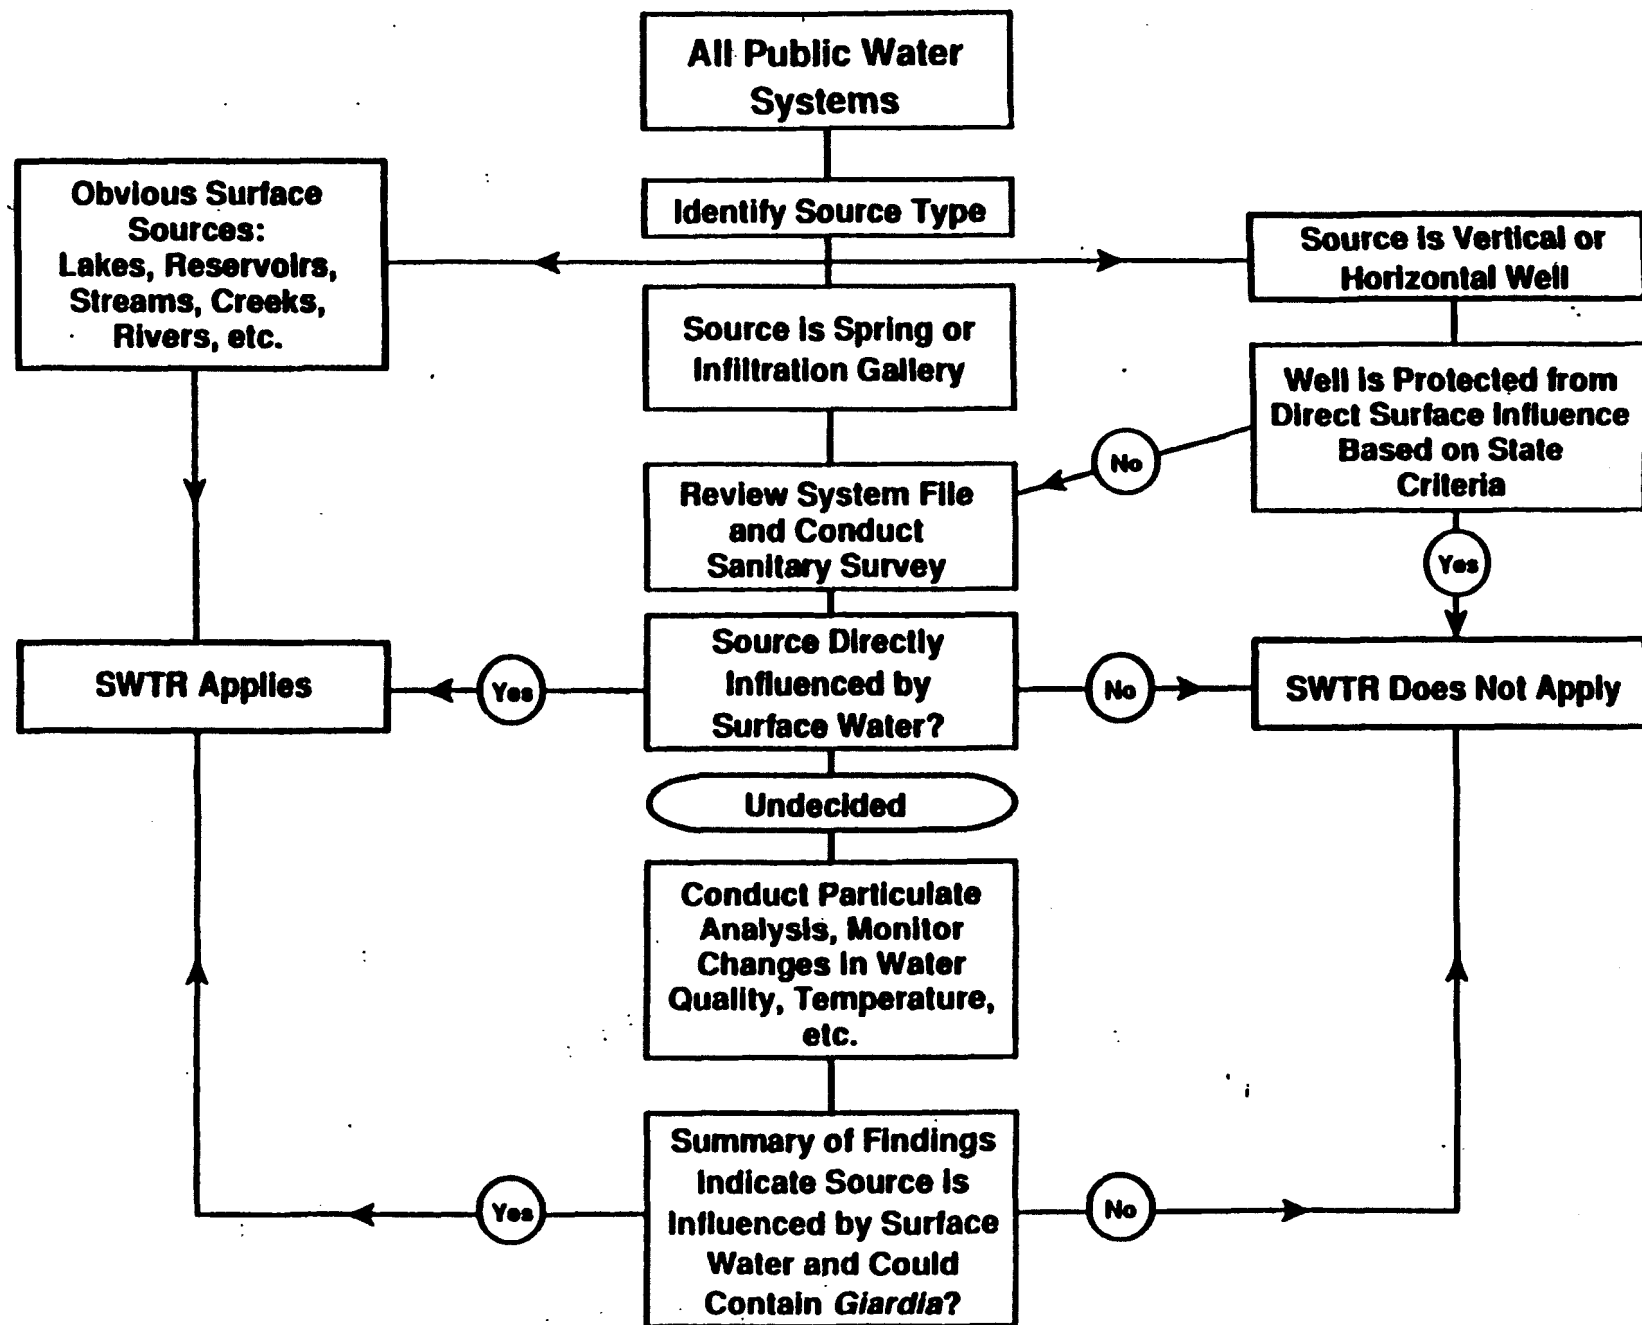 All Public Water
Systems
Identify Source Type
Obvious Surface
Sources:
Lakes, Reservoirs,
Streams, Creeks,
Rivers, etc.
Source is Vertical or
Horizontal Well
Source is Spring or
Infiltration Gallery
Well is Protected from
Direct Surface Influence
Based on State
Criteria
No
Review System File
and Conduct
Sanitary Survey
Yes
Source Directly
Influenced by
Surface Water?
SWTR Applies
Yes
No
SWTR Does Not Apply
Undecided
Conduct Particulate
Analysis, Monitor
Changes in Water
Quality, Temperature,
etc.
Summary of Findings
Indicate Source is
Influenced by Surface
Water and Could
Contain Giardia?
Yes
No